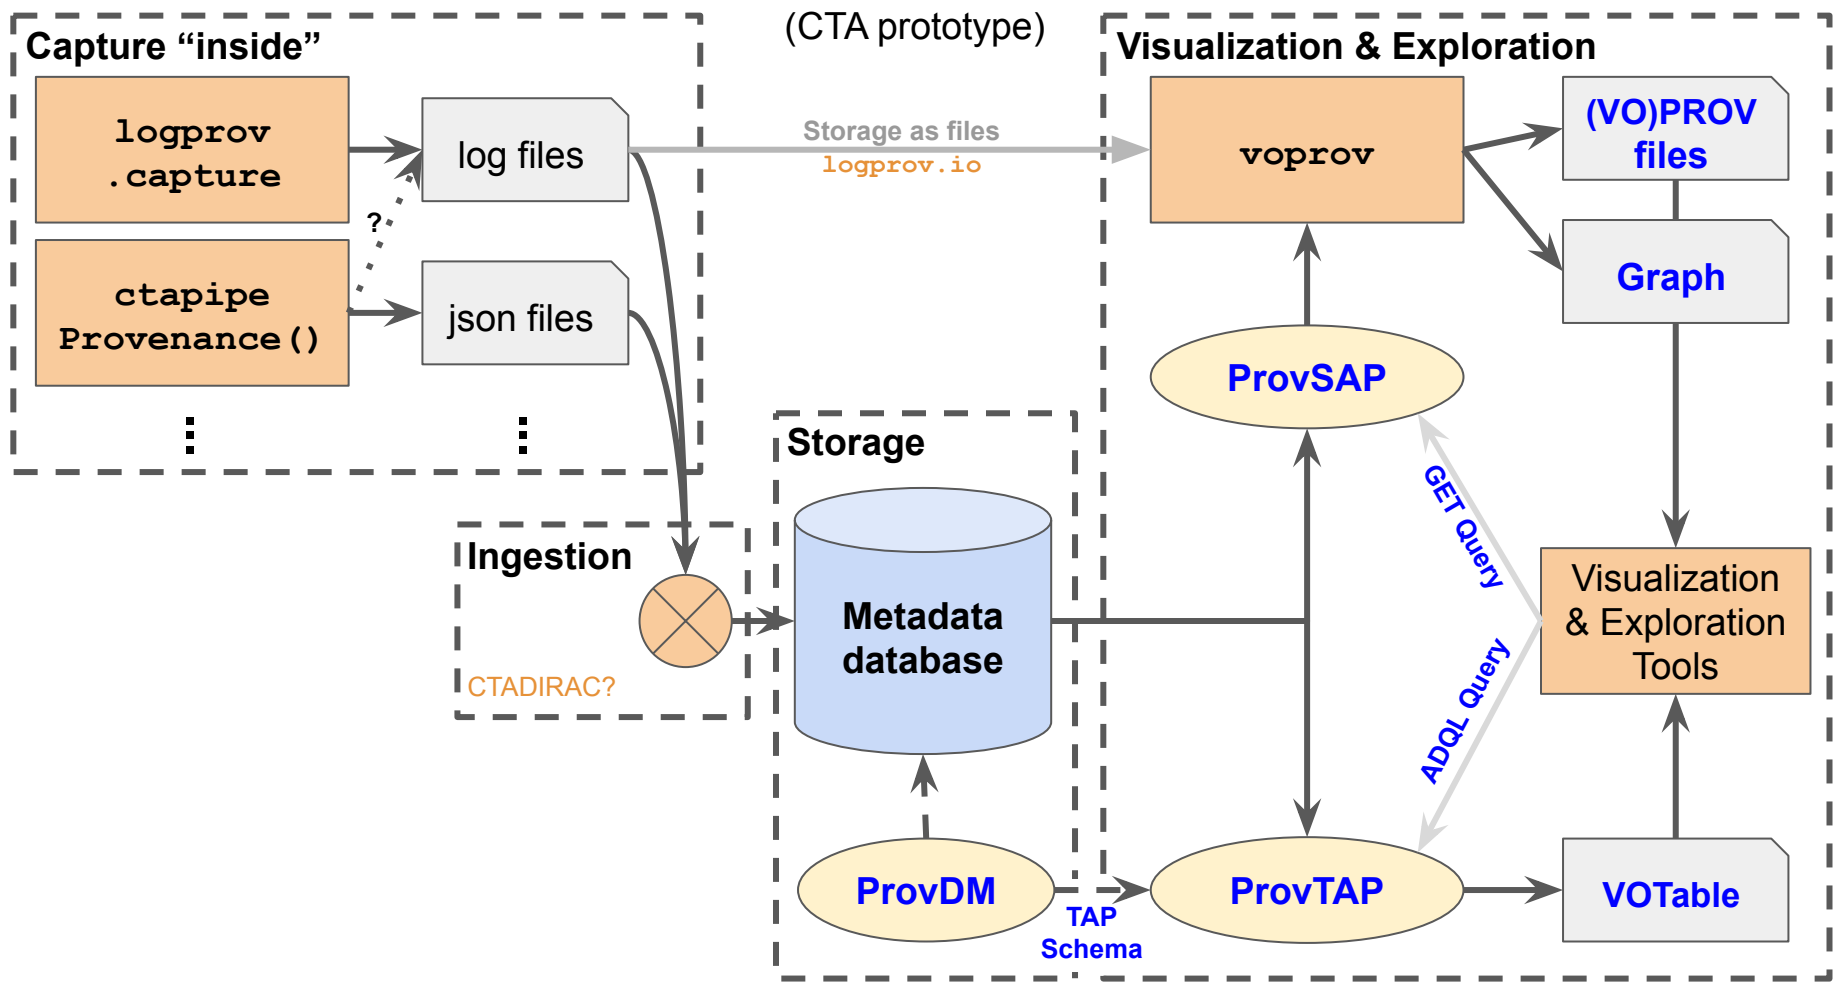 (CTA prototype)
Capture “inside”
logprov
.capture
log files
?
ctapipe
Provenance()
json files
Storage as files
logprov.io
Visualization & Exploration
voprov
(VO)PROV
files
Graph
ProvSAP
Storage
Ingestion
CTADIRAC?
Metadata
database
GET Query
Visualization
& Exploration
Tools
ADQL Query
ProvDM
TAP
Schema
ProvTAP
VOTable